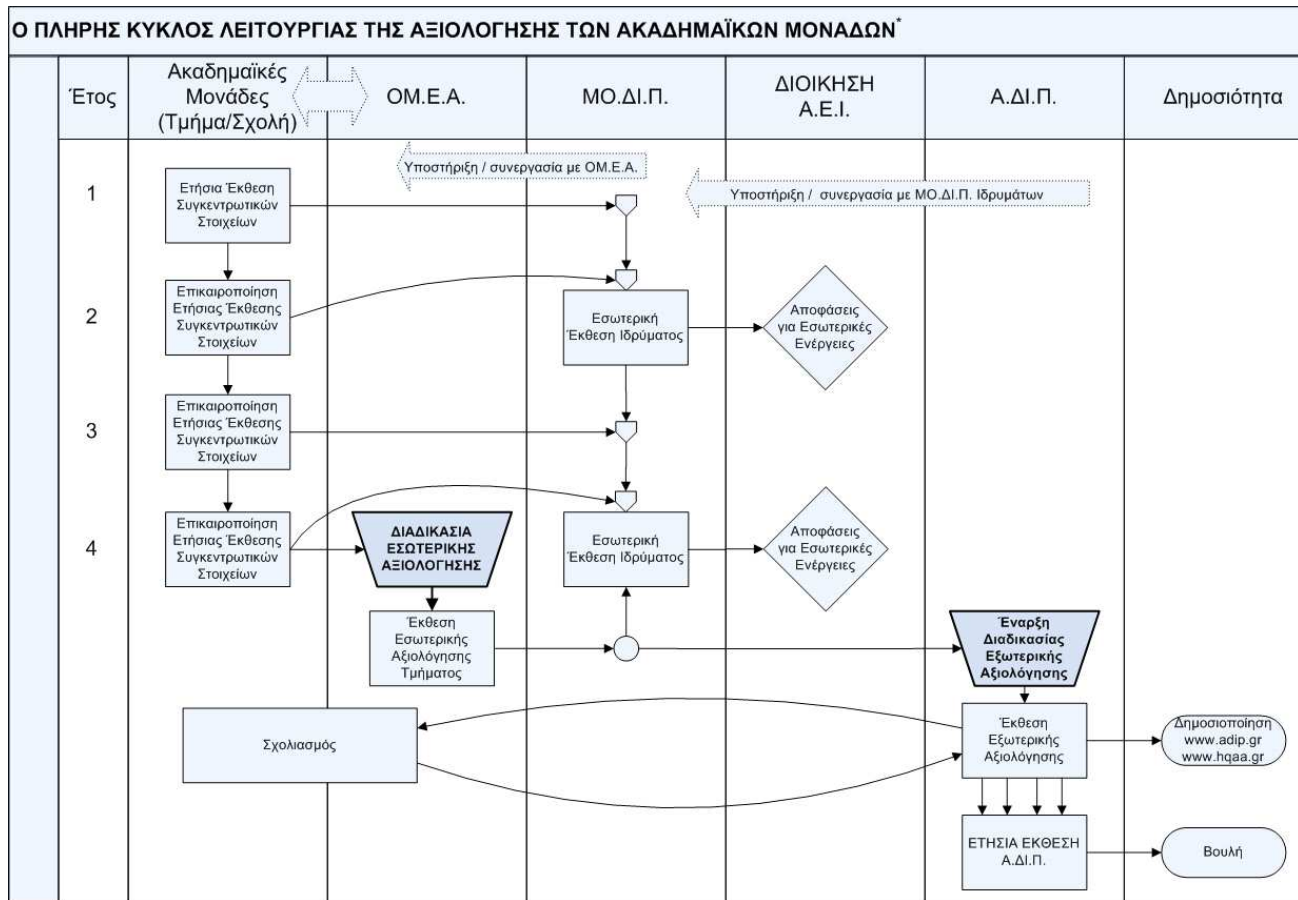 Ο ΠΛΗΡΗΣ ΚΥΚΛΟΣ ΛΕΙΤΟΥΡΓΙΑΣ ΤΗΣ ΑΞΙΟΛΟΓΗΣΗΣ ΤΩΝ ΑΚΑΔΗΜΑΪΚΩΝ ΜΟΝΑΔΩΝ*
Έτος
Ακαδημαϊκές
Μονάδες
(Τμήμα/Σχολή)
ΟΜ.Ε.Α.
ΜΟ.ΔΙ.Π.
ΔΙΟΙΚΗΣΗ
Α.Ε.Ι.
Α.ΔΙ.Π.
Δημοσιότητα
Υποστήριξη / συνεργασία με ΟΜ.Ε.Α.
Υποστήριξη / συνεργασία με ΜΟ.ΔΙ.Π. Ιδρυμάτων
1
Ετήσια Έκθεση
Συγκεντρωτικών
Στοιχείων
2
Επικαιροποίηση
Ετήσιας Έκθεσης
Συγκεντρωτικών
Στοιχείων
Εσωτερική
Έκθεση Ιδρύματος
Αποφάσεις
για Εσωτερικές
Ενέργειες
3
Επικαιροποίηση
Ετήσιας Έκθεσης
Συγκεντρωτικών
Στοιχείων
4
Επικαιροποίηση
Ετήσιας Έκθεσης
Συγκεντρωτικών
Στοιχείων
ΔΙΑΔΙΚΑΣΙΑ
ΕΣΩΤΕΡΙΚΗΣ
ΑΞΙΟΛΟΓΗΣΗΣ
Εσωτερική
Έκθεση Ιδρύματος
Αποφάσεις
για Εσωτερικές
Ενέργειες
Έκθεση
Εσωτερικής
Αξιολόγησης
Τμήματος
Έναρξη
Διαδικασίας
Εξωτερικής
Αξιολόγησης
Σχολιασμός
Έκθεση
Εξωτερικής
Αξιολόγησης
Δημοσιοποίηση
www.adip.gr
www.hqaa.gr
ΕΤΗΣΙΑ ΕΚΘΕΣΗ
Α.ΔΙ.Π.
Βουλή